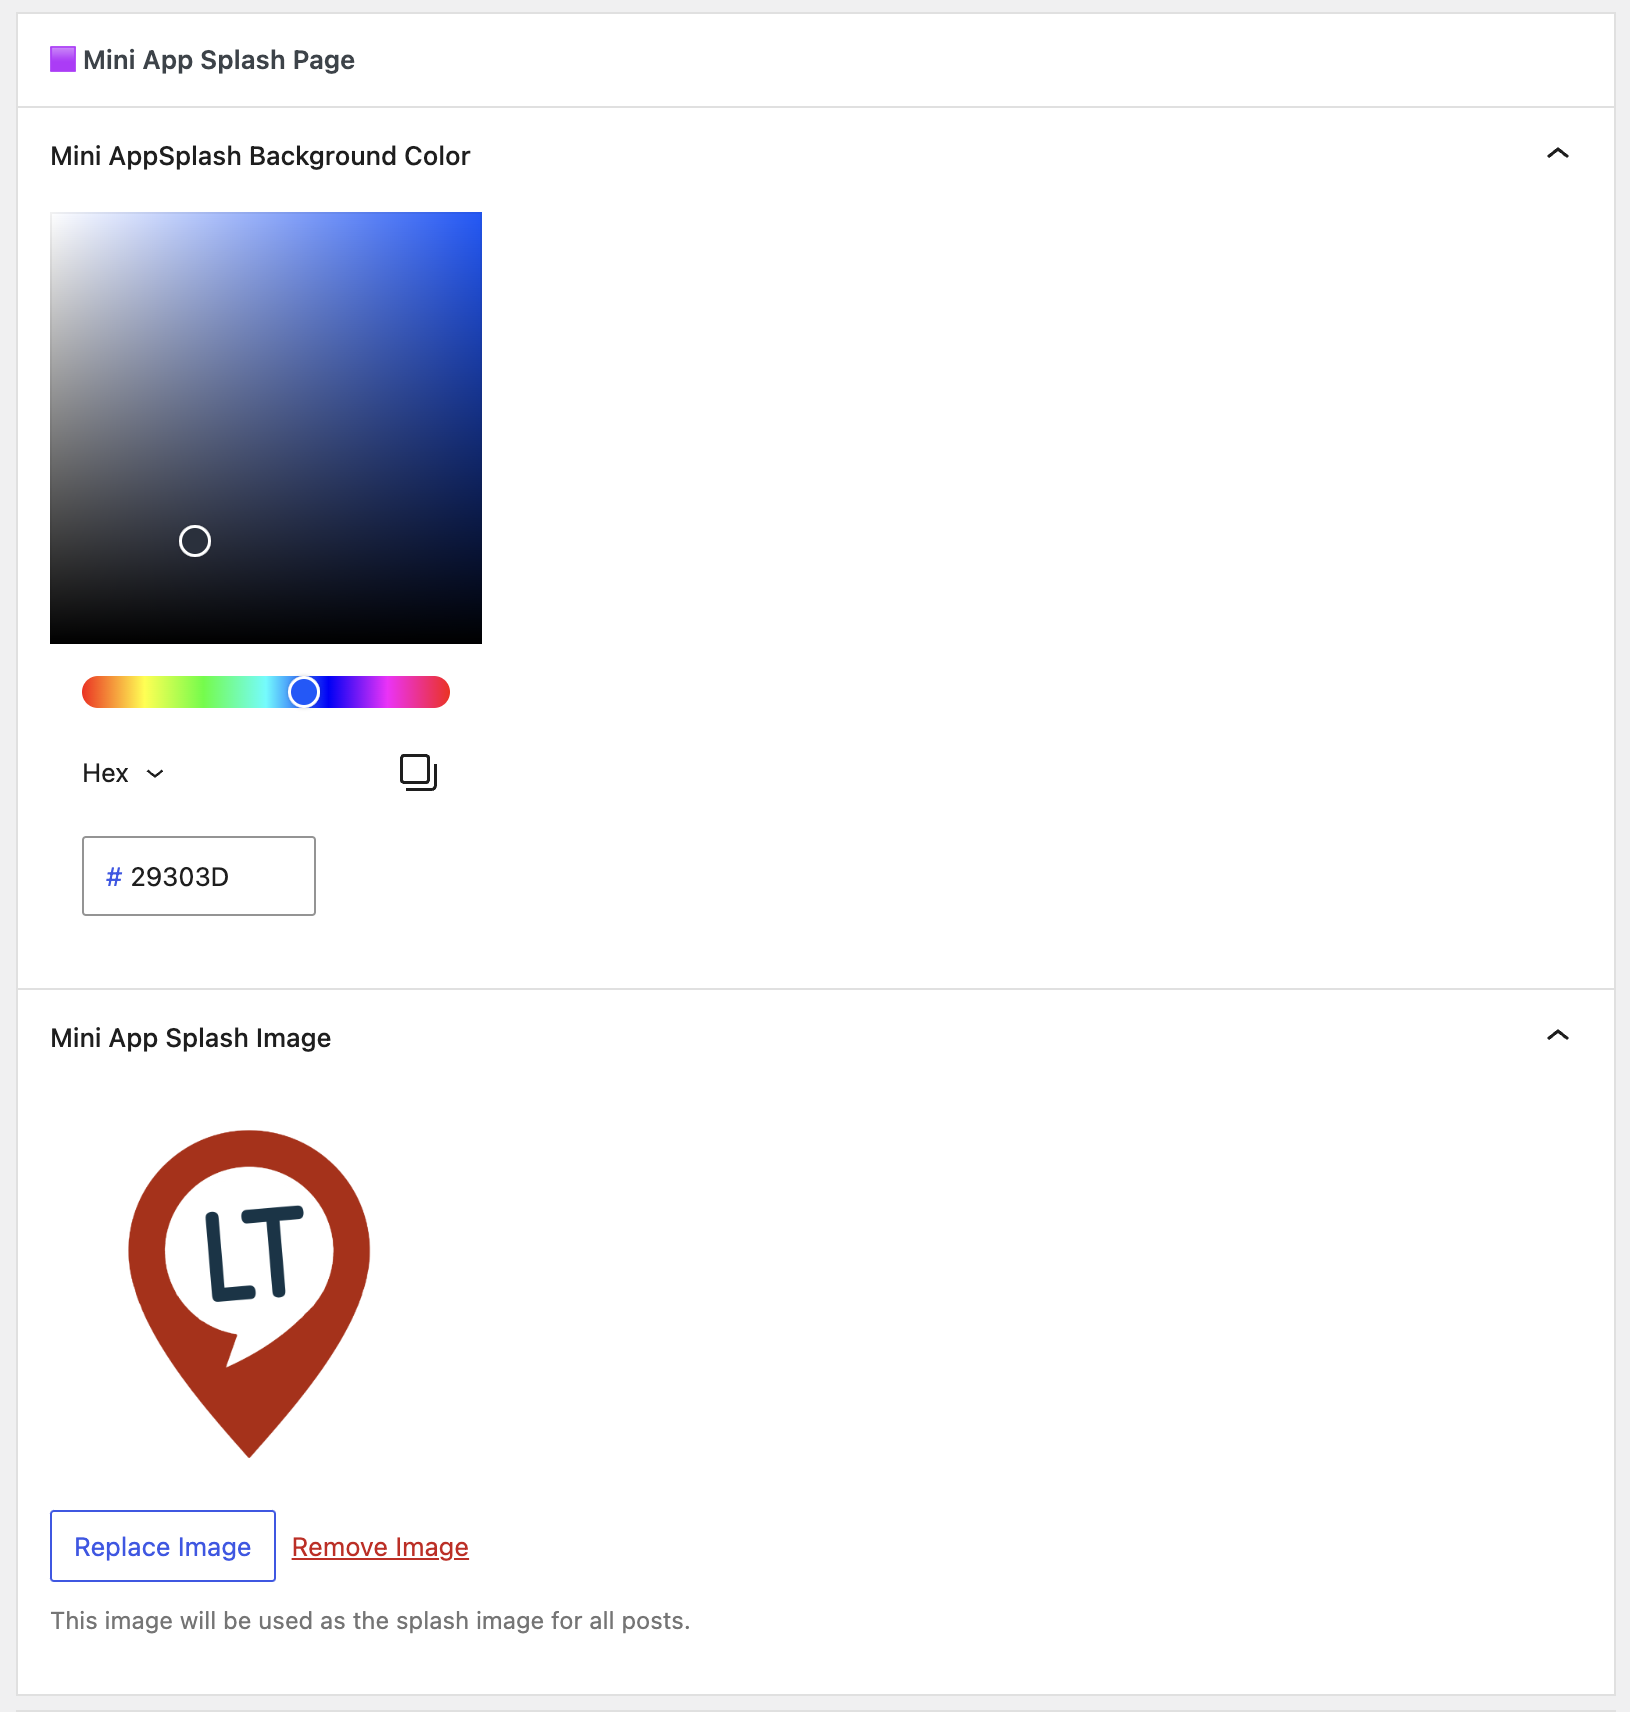 Mini App Splash Page
Mini AppSplash Background Color
Hex
# 29303D
Mini App Splash Image
LT
Replace Image Remove Image
This image will be used as the splash image for all posts.